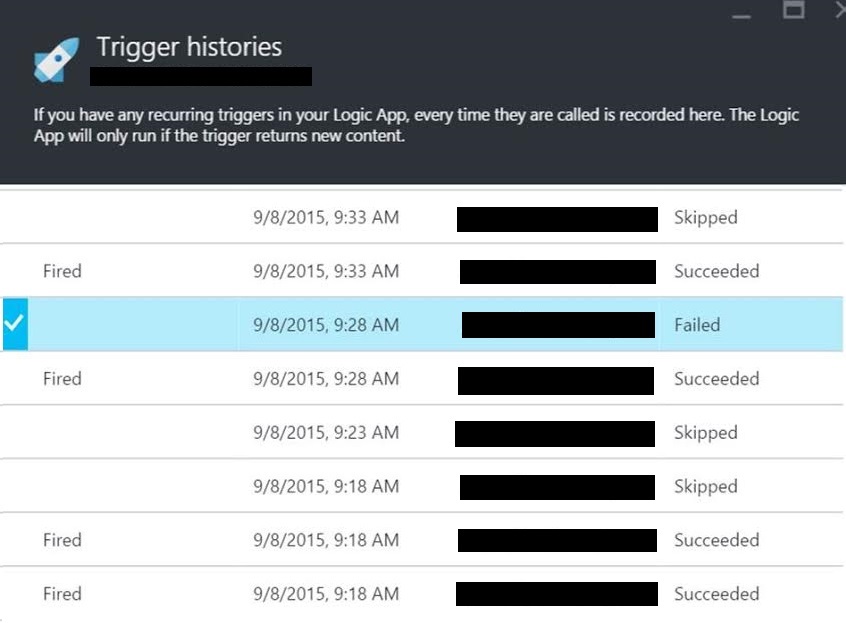 Trigger histories
If you have any recurring triggers in your Logic App, every time they are called is recorded here. The Logic
App will only run if the trigger returns new content.
9/8/2015, 9:33 AM Skipped
Fired 9/8/2015, 9:33 AM Succeeded
9/8/2015, 9:28 AM Failed
Fired 9/8/2015, 9:28 AM Succeeded
9/8/2015, 9:23 AM Skipped
9/8/2015, 9:18 AM Skipped
Fired 9/8/2015, 9:18 AM Succeeded
Fired 9/8/2015, 9:18 AM Succeeded